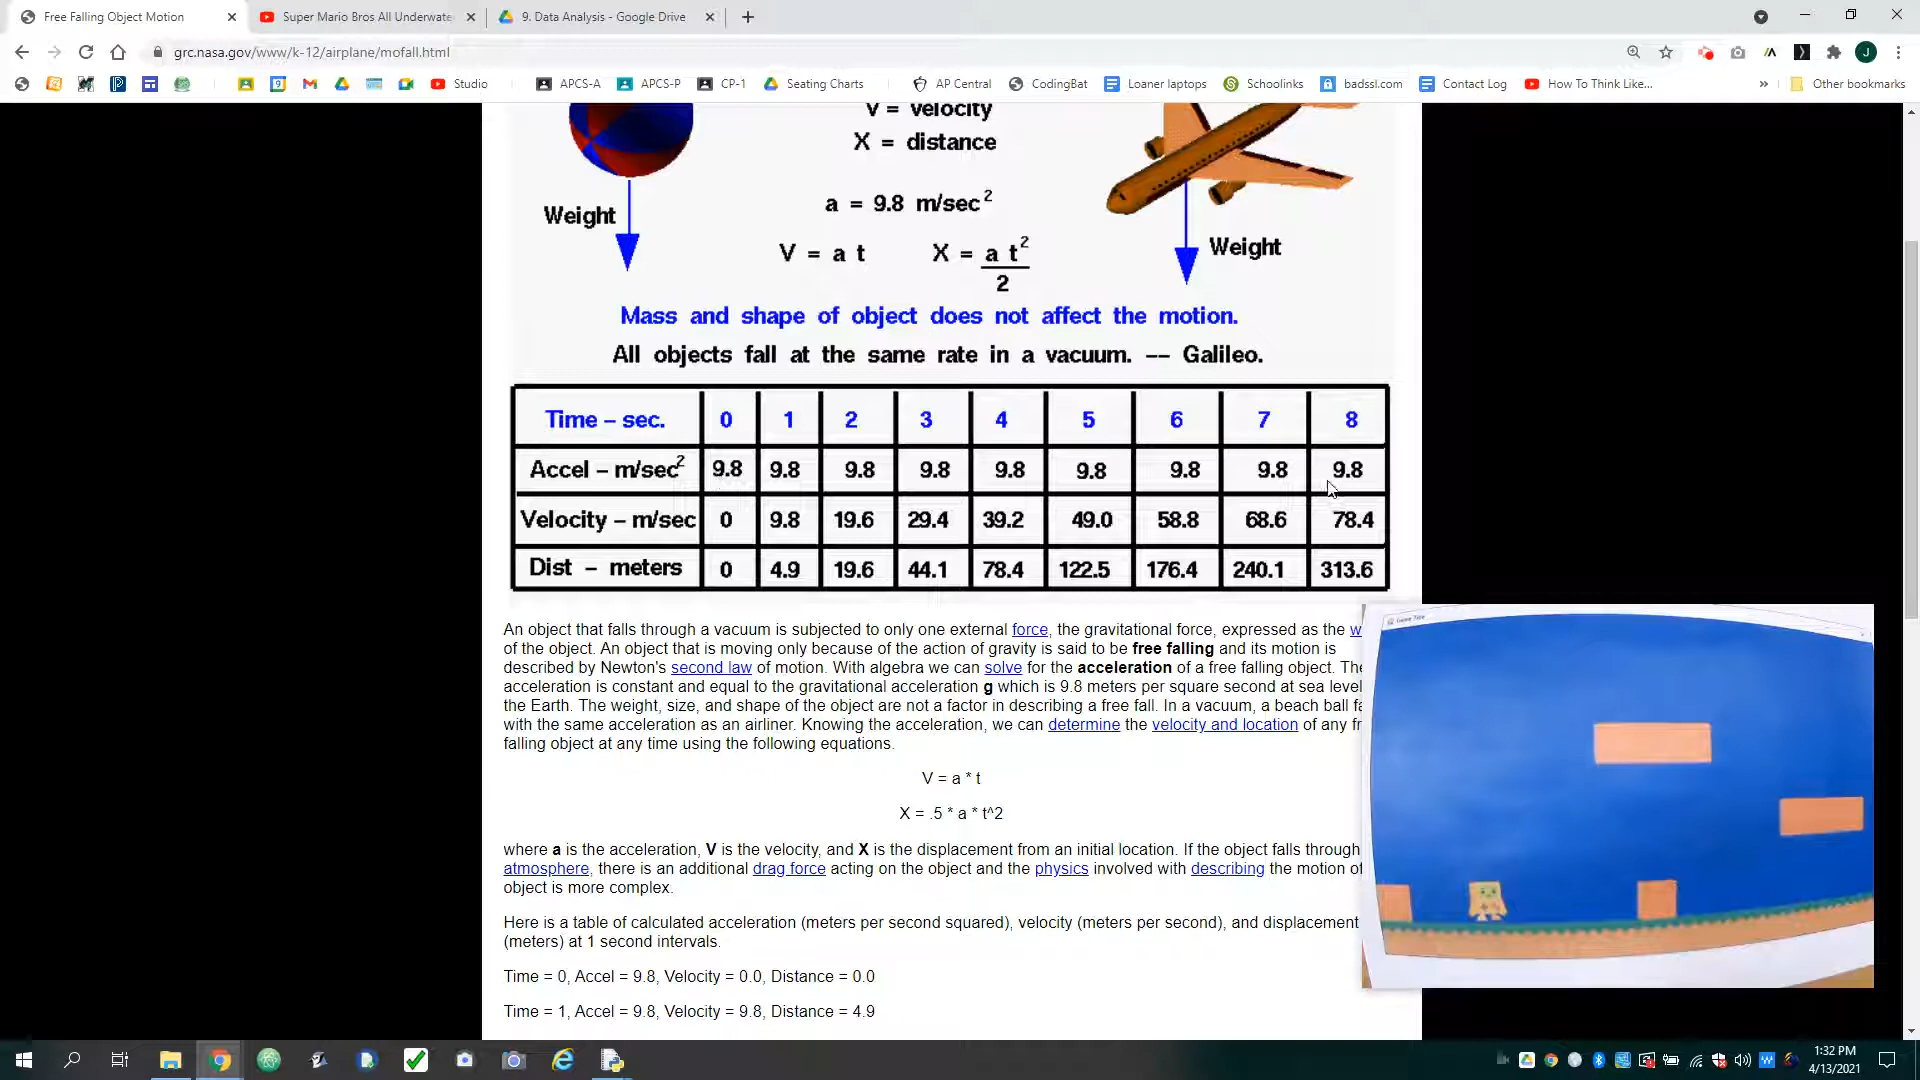 Free Falling Object Motion
Super Mario Bros All Underwate
9. Data Analysis - Google Drive
grc.nasa.gov/www/k-12/airplane/mofall.html
J
Studio
APCS-A
APCS-P
CP-1
Seating Charts
AP Central
CodingBat
Loaner laptops
Schoolinks
badssl.com
Contact Log
How To Think Like...
Other bookmarks
V = velocity
X = distance
a = 9.8 m/sec²
Weight
V = a t X = a t² / 2
Weight
Mass and shape of object does not affect the motion.
All objects fall at the same rate in a vacuum. -- Galileo.
Time – sec. 0 1 2 3 4 5 6 7 8
Accel – m/sec² 9.8 9.8 9.8 9.8 9.8 9.8 9.8 9.8 9.8
Velocity – m/sec 0 9.8 19.6 29.4 39.2 49.0 58.8 68.6 78.4
Dist – meters 0 4.9 19.6 44.1 78.4 122.5 176.4 240.1 313.6
An object that falls through a vacuum is subjected to only one external force, the gravitational force, expressed as the w
of the object. An object that is moving only because of the action of gravity is said to be free falling and its motion is
described by Newton's second law of motion. With algebra we can solve for the acceleration of a free falling object. The
acceleration is constant and equal to the gravitational acceleration g which is 9.8 meters per square second at sea level
the Earth. The weight, size, and shape of the object are not a factor in describing a free fall. In a vacuum, a beach ball fa
with the same acceleration as an airliner. Knowing the acceleration, we can determine the velocity and location of any fr
falling object at any time using the following equations.
V = a * t
X = .5 * a * t^2
where a is the acceleration, V is the velocity, and X is the displacement from an initial location. If the object falls through
atmosphere, there is an additional drag force acting on the object and the physics involved with describing the motion of
object is more complex.
Here is a table of calculated acceleration (meters per second squared), velocity (meters per second), and displacement
(meters) at 1 second intervals.
Time = 0, Accel = 9.8, Velocity = 0.0, Distance = 0.0
Time = 1, Accel = 9.8, Velocity = 9.8, Distance = 4.9
1:32 PM
4/13/2021